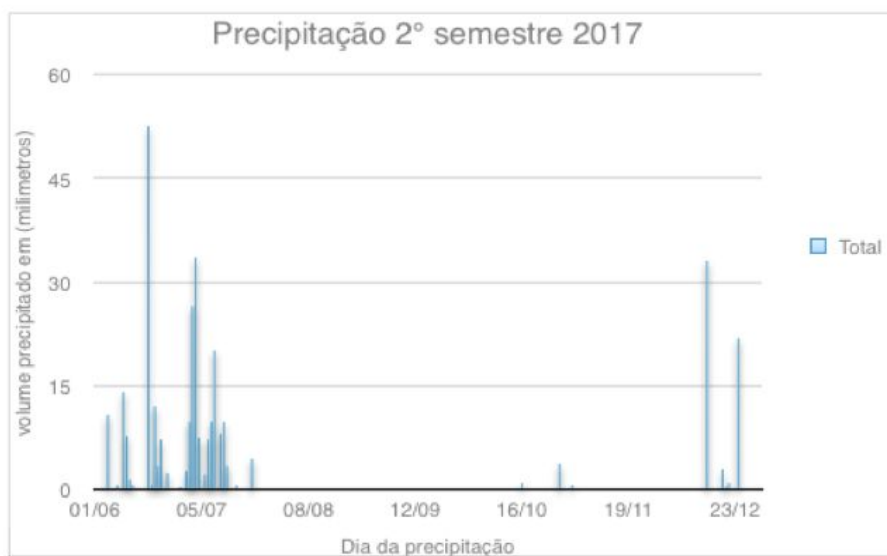 Precipitação 2° semestre 2017
volume precipitado em (milimetros)
60
45
30
15
0
01/06 05/07 08/08 12/09 16/10 19/11 23/12
Dia da precipitação
Total